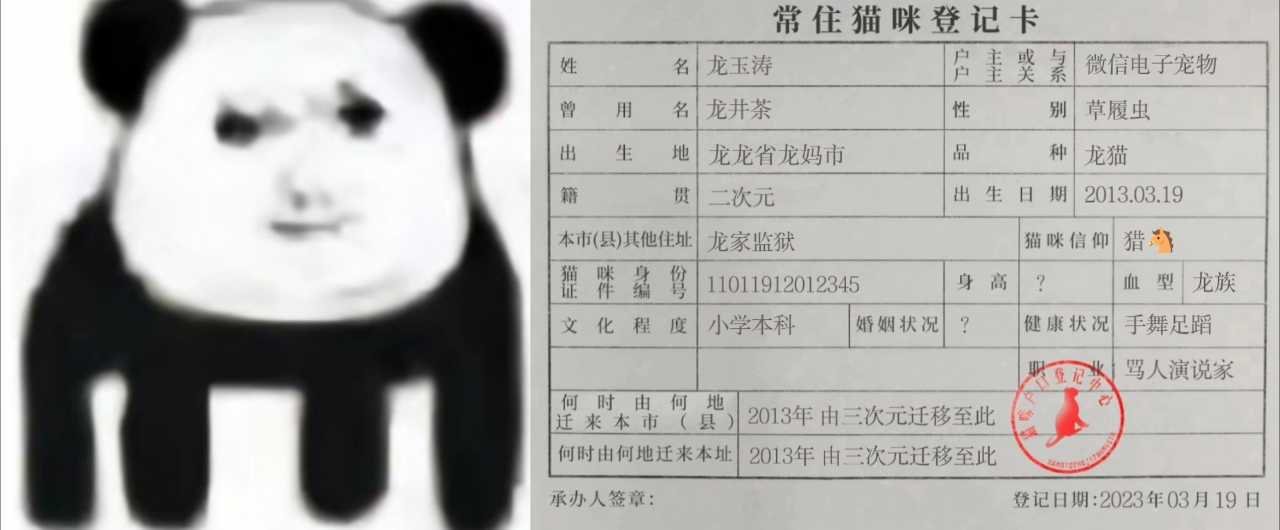 常住猫咪登记卡
姓名 龙玉涛 户主或与户主关系 微信电子宠物
曾用名 龙井茶 性别 草履虫
出生地 龙龙省龙妈市 品种 龙猫
籍贯 二次元 出生日期 2013.03.19
本市(县)其他住址 龙家监狱 猫咪信仰 猎🐴
猫咪身份证件编号 11011912012345 身高 ? 血型 龙族
文化程度 小学本科 婚姻状况 ? 健康状况 手舞足蹈
职业 骂人演说家
何时由何地迁来本市(县) 2013年 由三次元迁移至此
何时由何地迁来本址 2013年 由三次元迁移至此
猫咪户口登记中心
承办人签章: 登记日期:2023年03月19日